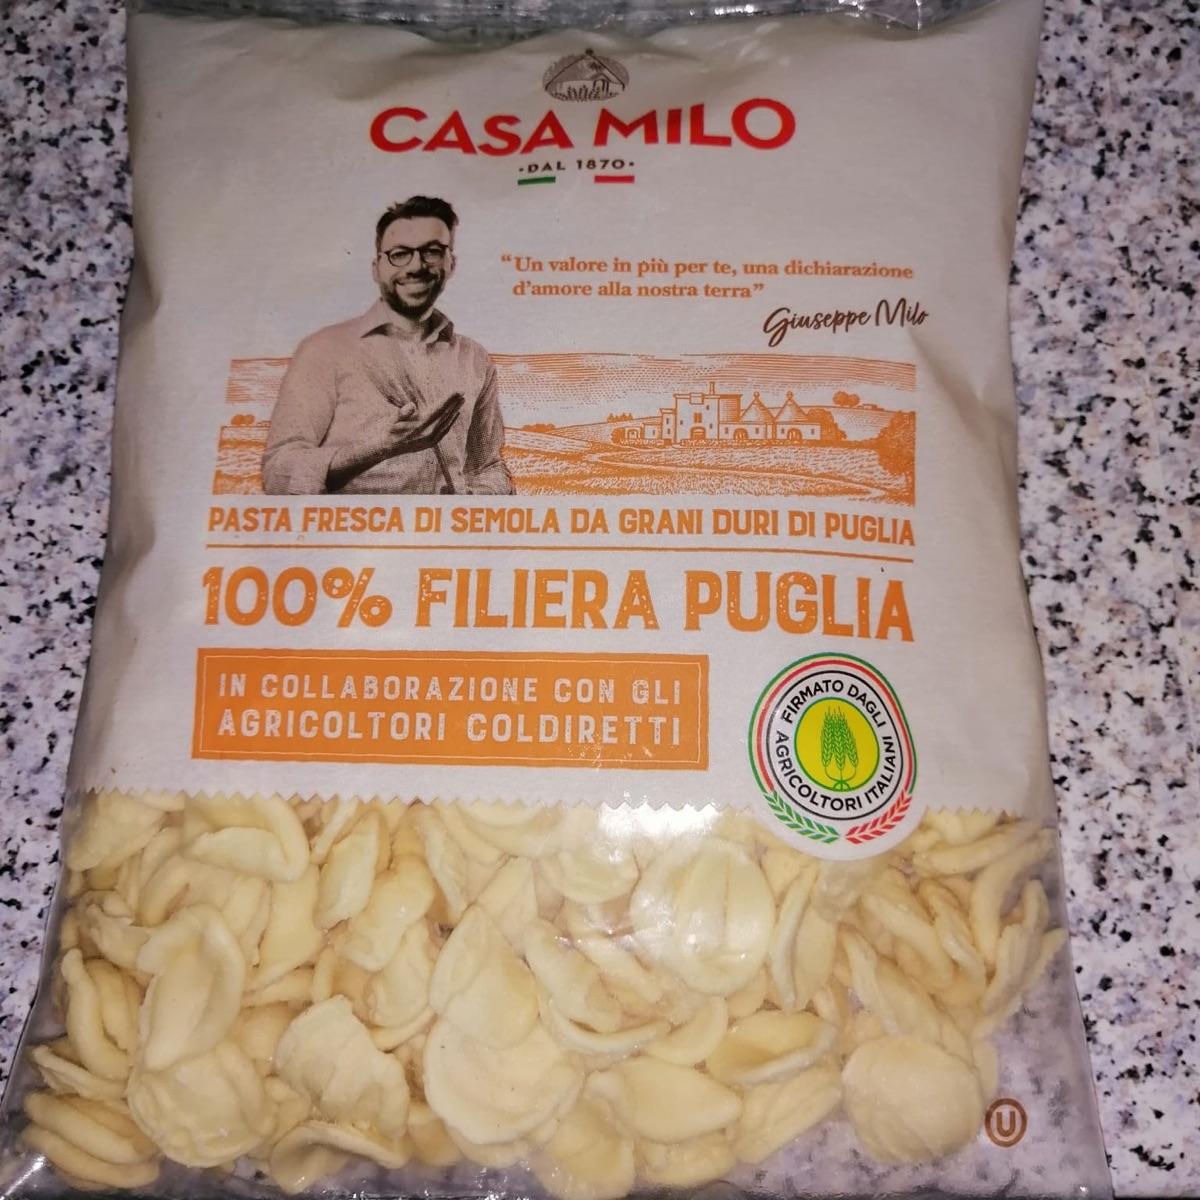 CASA MILO
• DAL 1870 •
“Un valore in più per te, una dichiarazione
d’amore alla nostra terra”
Giuseppe Milo
PASTA FRESCA DI SEMOLA DA GRANI DURI DI PUGLIA
100% FILIERA PUGLIA
IN COLLABORAZIONE CON GLI
AGRICOLTORI COLDIRETTI
FIRMATO DAGLI
AGRICOLTORI ITALIANI
U